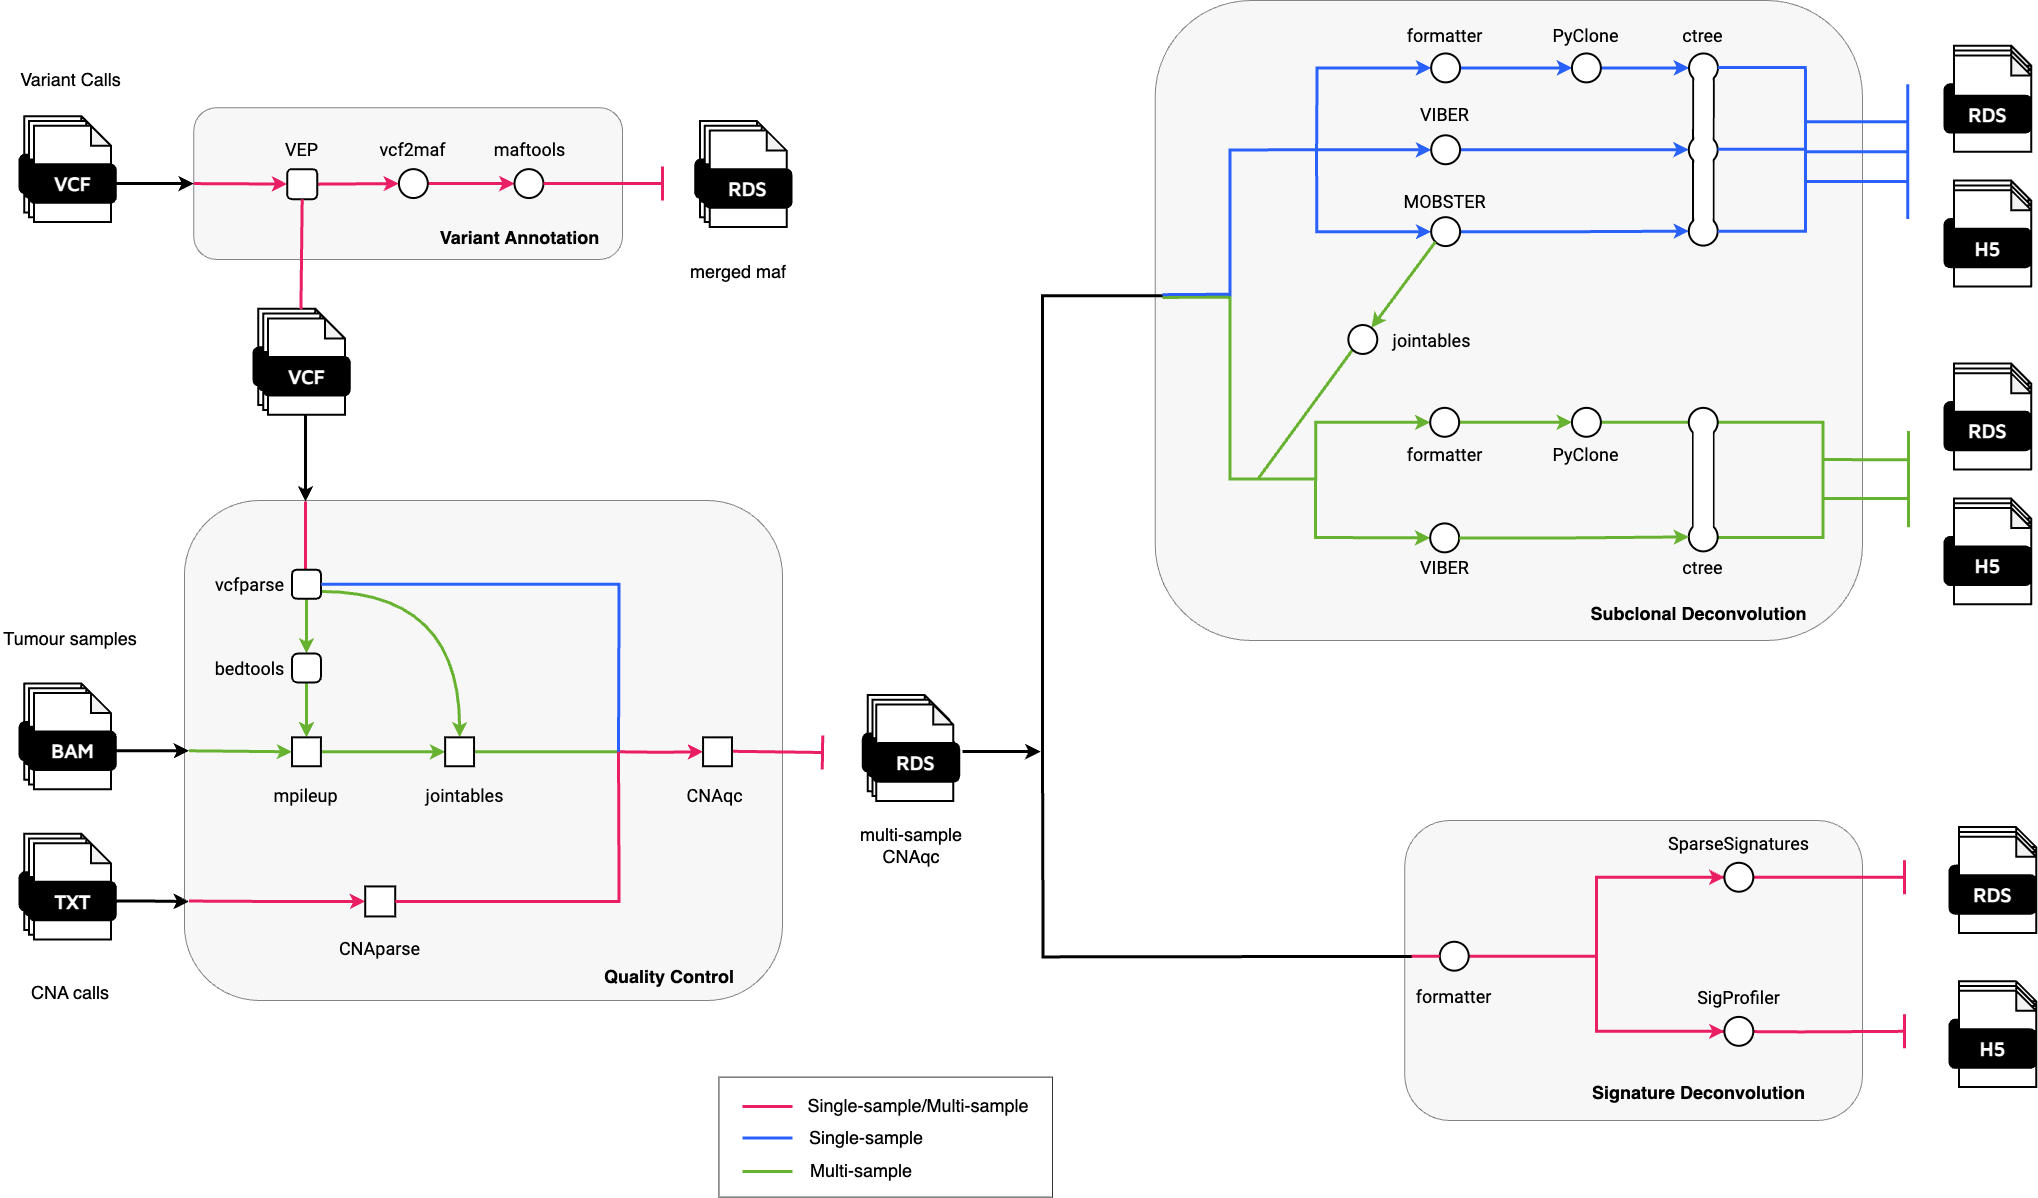 Variant Calls
VCF
VEP
vcf2maf
maftools
Variant Annotation
RDS
merged maf
VCF
vcfparse
bedtools
Tumour samples
BAM
mpileup
jointables
CNAqc
TXT
CNAparse
CNA calls
Quality Control
RDS
multi-sample
CNAqc
formatter
PyClone
ctree
VIBER
MOBSTER
jointables
formatter
PyClone
VIBER
ctree
Subclonal Deconvolution
RDS
H5
RDS
H5
SparseSignatures
formatter
SigProfiler
Signature Deconvolution
RDS
H5
Single-sample/Multi-sample
Single-sample
Multi-sample